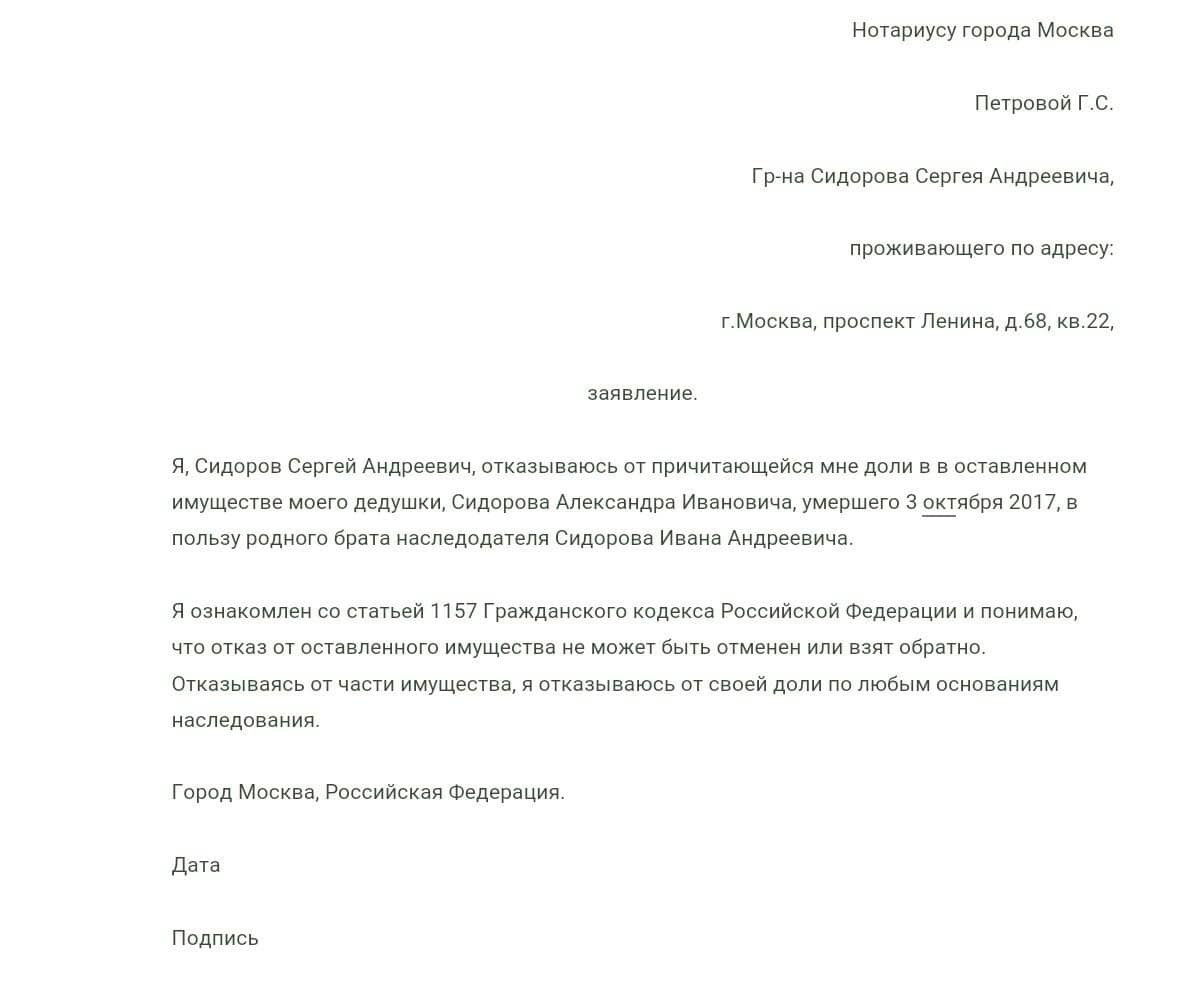 Нотариусу города Москва
Петровой Г.С.
Гр-на Сидорова Сергея Андреевича,
проживающего по адресу:
г.Москва, проспект Ленина, д.68, кв.22,
заявление.
Я, Сидоров Сергей Андреевич, отказываюсь от причитающейся мне доли в в оставленном
имуществе моего дедушки, Сидорова Александра Ивановича, умершего 3 октября 2017, в
пользу родного брата наследодателя Сидорова Ивана Андреевича.
Я ознакомлен со статьей 1157 Гражданского кодекса Российской Федерации и понимаю,
что отказ от оставленного имущества не может быть отменен или взят обратно.
Отказываясь от части имущества, я отказываюсь от своей доли по любым основаниям
наследования.
Город Москва, Российская Федерация.
Дата
Подпись